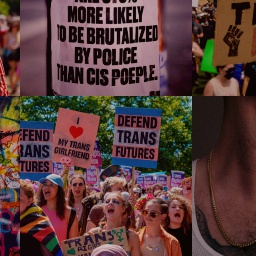 MORE LIKELY
TO BE BRUTALIZED
BY POLICE
THAN CIS POEPLE.
DEFEND
TRANS
FUTURES
I ♥
MY TRANS
GIRLFRIEND
DEFEND
TRANS
FUTURES
TRANS